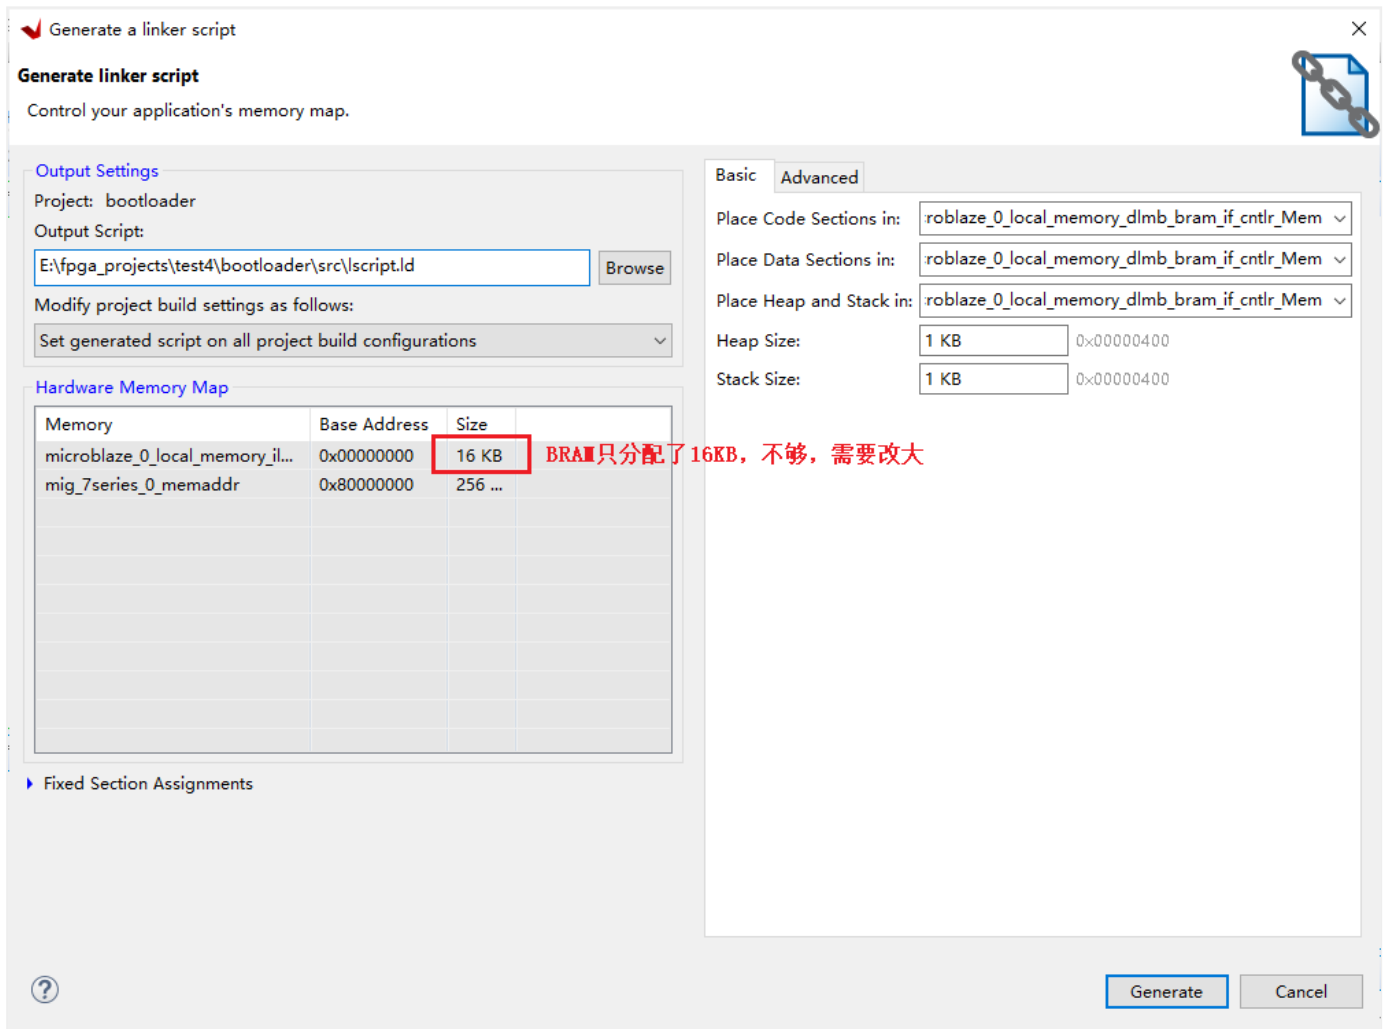 Generate a linker script
Generate linker script
Control your application's memory map.
Output Settings
Project: bootloader
Output Script:
E:\fpga_projects\test4\bootloader\src\lscript.ld
Browse
Modify project build settings as follows:
Set generated script on all project build configurations
Hardware Memory Map
Memory Base Address Size
microblaze_0_local_memory_il... 0x00000000 16 KB
mig_7series_0_memaddr 0x80000000 256 ...
BRAM只分配了16KB，不够，需要改大
Fixed Section Assignments
Basic Advanced
Place Code Sections in: roblaze_0_local_memory_dlmb_bram_if_cntlr_Mem
Place Data Sections in: roblaze_0_local_memory_dlmb_bram_if_cntlr_Mem
Place Heap and Stack in: roblaze_0_local_memory_dlmb_bram_if_cntlr_Mem
Heap Size: 1 KB 0x00000400
Stack Size: 1 KB 0x00000400
?
Generate Cancel